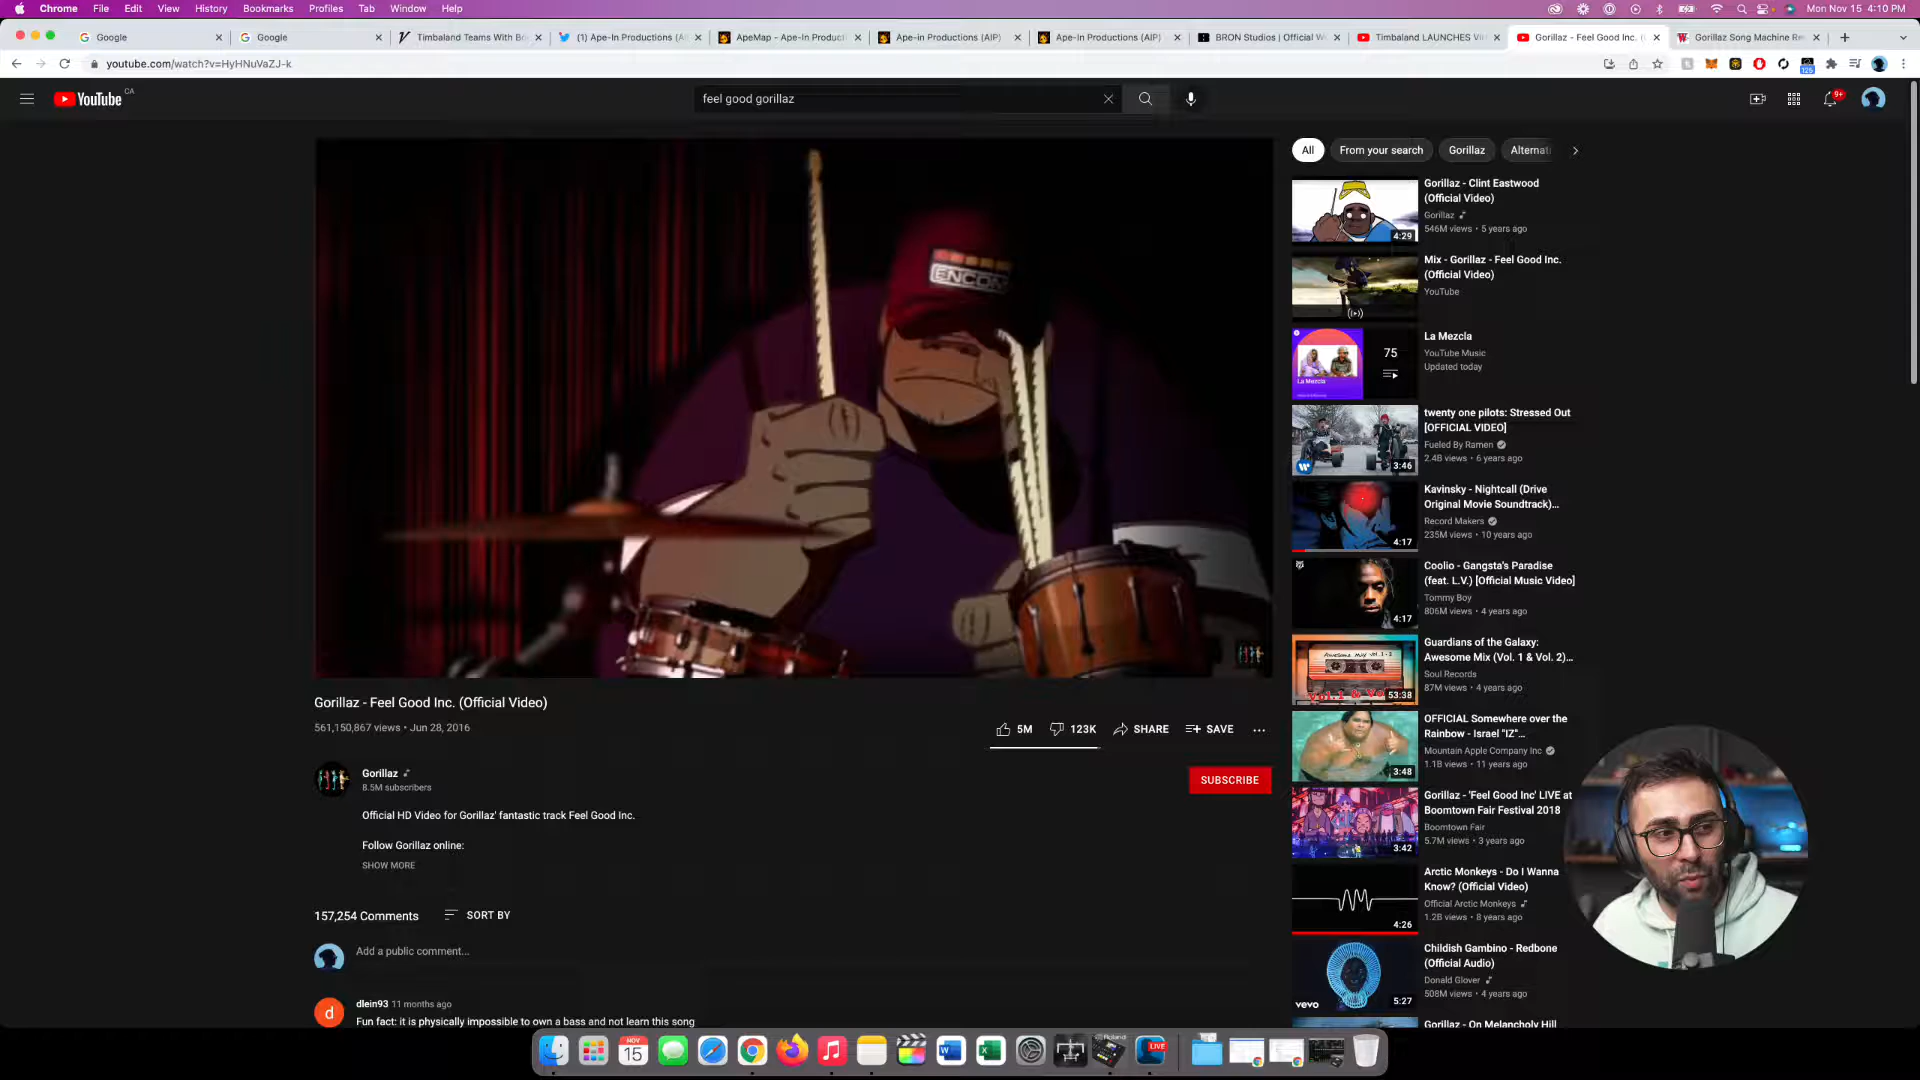 Chrome File Edit View History Bookmarks Profiles Tab Window Help
Mon Nov 15 4:10 PM
Google
Google
Timbaland Teams With Bo
(1) Ape-In Productions (A
ApeMap - Ape-In Product
Ape-in Productions (AIP)
Ape-In Productions (AIP)
BRON Studios | Official W
Timbaland LAUNCHES Vir
Gorillaz - Feel Good Inc. (
Gorillaz Song Machine Re
youtube.com/watch?v=HyHNuVaZJ-k
YouTube CA
feel good gorillaz
9+
ENCOM
All
From your search
Gorillaz
Alternat
Gorillaz - Clint Eastwood
(Official Video)
Gorillaz
546M views • 5 years ago
4:29
Mix - Gorillaz - Feel Good Inc.
(Official Video)
YouTube
La Mezcla
YouTube Music
Updated today
75
La Mezcla
twenty one pilots: Stressed Out
[OFFICIAL VIDEO]
Fueled By Ramen
2.4B views • 6 years ago
3:46
Kavinsky - Nightcall (Drive
Original Movie Soundtrack)...
Record Makers
235M views • 10 years ago
4:17
Coolio - Gangsta's Paradise
(feat. L.V.) [Official Music Video]
Tommy Boy
806M views • 4 years ago
4:17
Guardians of the Galaxy:
Awesome Mix (Vol. 1 & Vol. 2)...
Soul Records
87M views • 4 years ago
53:38
OFFICIAL Somewhere over the
Rainbow - Israel "IZ"...
Mountain Apple Company Inc
1.1B views • 11 years ago
3:48
Gorillaz - 'Feel Good Inc' LIVE at
Boomtown Fair Festival 2018
Boomtown Fair
5.7M views • 3 years ago
3:42
Arctic Monkeys - Do I Wanna
Know? (Official Video)
Official Arctic Monkeys
1.2B views • 8 years ago
4:26
Childish Gambino - Redbone
(Official Audio)
Donald Glover
508M views • 4 years ago
vevo
5:27
Gorillaz - On Melancholy Hill
Gorillaz - Feel Good Inc. (Official Video)
561,150,867 views • Jun 28, 2016
5M
123K
SHARE
SAVE
Gorillaz
8.5M subscribers
SUBSCRIBE
Official HD Video for Gorillaz' fantastic track Feel Good Inc.
Follow Gorillaz online:
SHOW MORE
157,254 Comments
SORT BY
Add a public comment...
d
dlein93 11 months ago
Fun fact: it is physically impossible to own a bass and not learn this song
NOV
15
LIVE